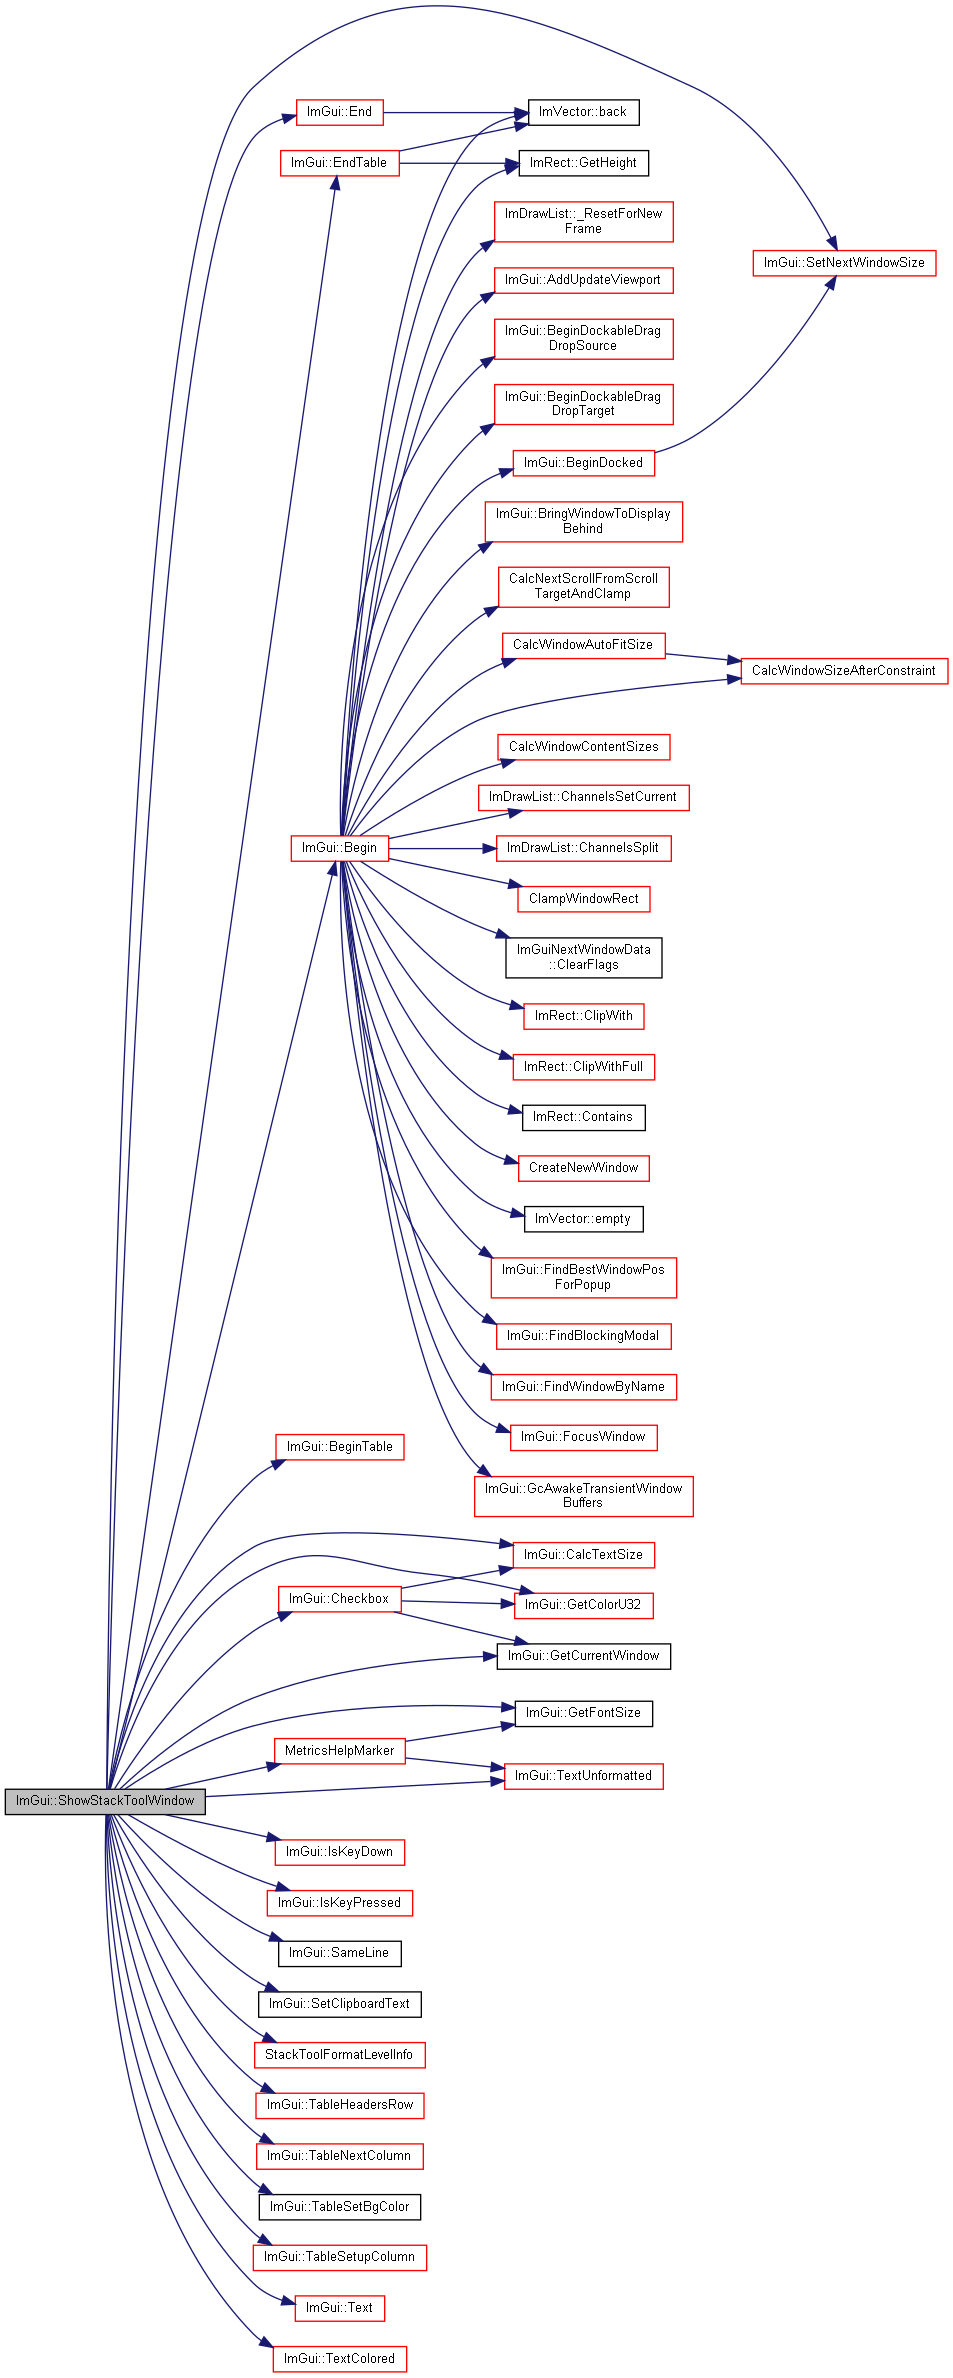 ImGui::End
ImVector::back
ImGui::EndTable
ImRect::GetHeight
ImDrawList::_ResetForNew
Frame
ImGui::SetNextWindowSize
ImGui::AddUpdateViewport
ImGui::BeginDockableDrag
DropSource
ImGui::BeginDockableDrag
DropTarget
ImGui::BeginDocked
ImGui::BringWindowToDisplay
Behind
CalcNextScrollFromScroll
TargetAndClamp
CalcWindowAutoFitSize
CalcWindowSizeAfterConstraint
CalcWindowContentSizes
ImDrawList::ChannelsSetCurrent
ImGui::Begin
ImDrawList::ChannelsSplit
ClampWindowRect
ImGuiNextWindowData
::ClearFlags
ImRect::ClipWith
ImRect::ClipWithFull
ImRect::Contains
CreateNewWindow
ImVector::empty
ImGui::FindBestWindowPos
ForPopup
ImGui::FindBlockingModal
ImGui::FindWindowByName
ImGui::FocusWindow
ImGui::BeginTable
ImGui::GcAwakeTransientWindow
Buffers
ImGui::CalcTextSize
ImGui::Checkbox
ImGui::GetColorU32
ImGui::GetCurrentWindow
ImGui::GetFontSize
MetricsHelpMarker
ImGui::TextUnformatted
ImGui::ShowStackToolWindow
ImGui::IsKeyDown
ImGui::IsKeyPressed
ImGui::SameLine
ImGui::SetClipboardText
StackToolFormatLevelInfo
ImGui::TableHeadersRow
ImGui::TableNextColumn
ImGui::TableSetBgColor
ImGui::TableSetupColumn
ImGui::Text
ImGui::TextColored